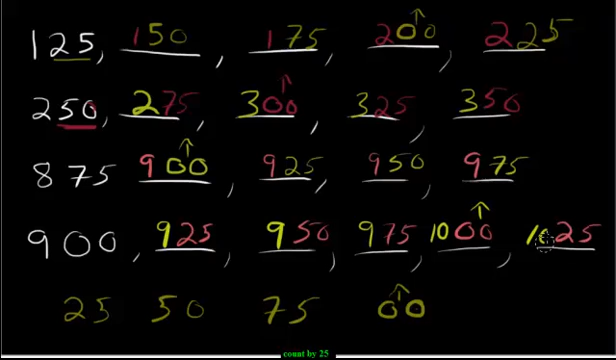 125, 150, 175, 200, 225
250, 275, 300, 325, 350
875 900, 925, 950, 975
900, 925, 950, 975, 1000, 1025
25 50 75 00
count by 25